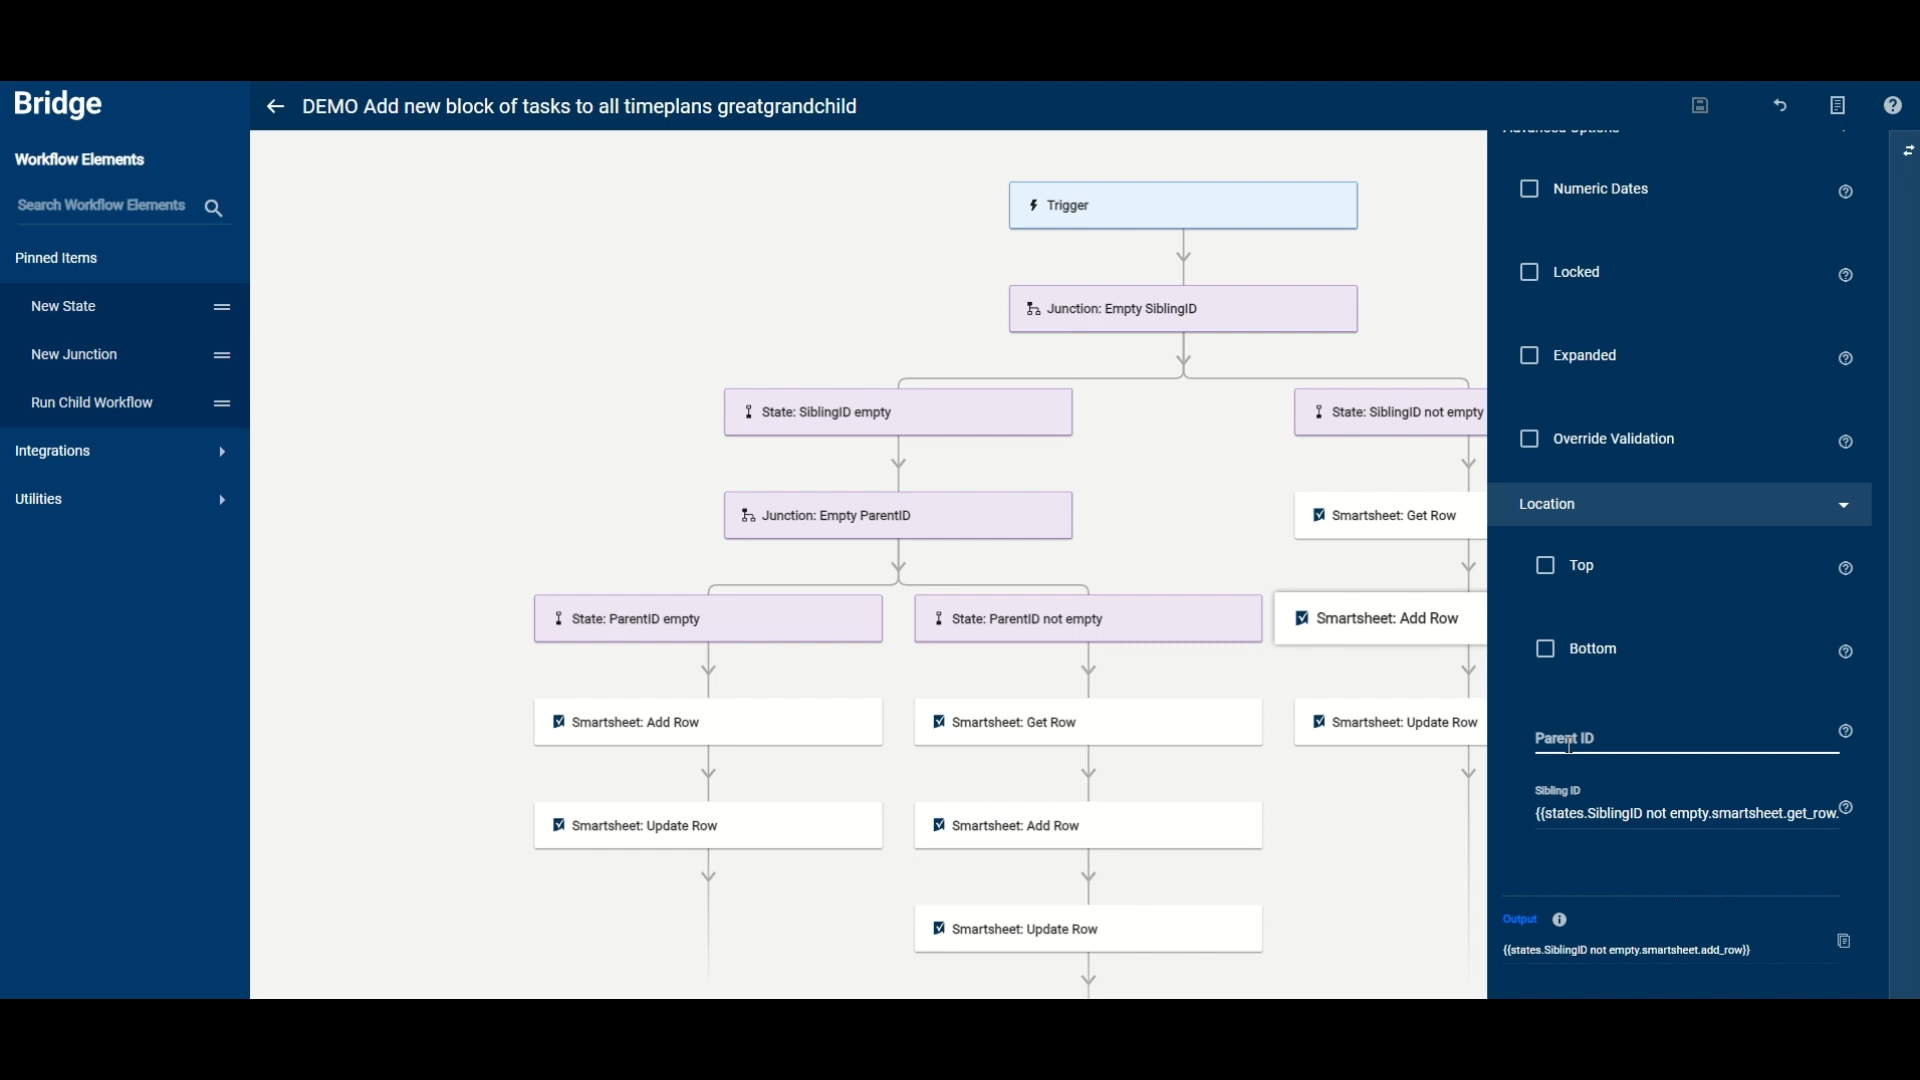 Bridge
DEMO Add new block of tasks to all timeplans greatgrandchild
Workflow Elements
Search Workflow Elements
Pinned Items
New State
New Junction
Run Child Workflow
Integrations
Utilities
Trigger
Junction: Empty SiblingID
State: SiblingID empty
State: SiblingID not empty
Junction: Empty ParentID
Smartsheet: Get Row
State: ParentID empty
State: ParentID not empty
Smartsheet: Add Row
Smartsheet: Add Row
Smartsheet: Get Row
Smartsheet: Update Row
Smartsheet: Update Row
Smartsheet: Add Row
Smartsheet: Update Row
Advanced Options
Numeric Dates
Locked
Expanded
Override Validation
Location
Top
Bottom
Parent ID
Sibling ID
{{states.SiblingID not empty.smartsheet.get_row.
Output
{{states.SiblingID not empty.smartsheet.add_row}}